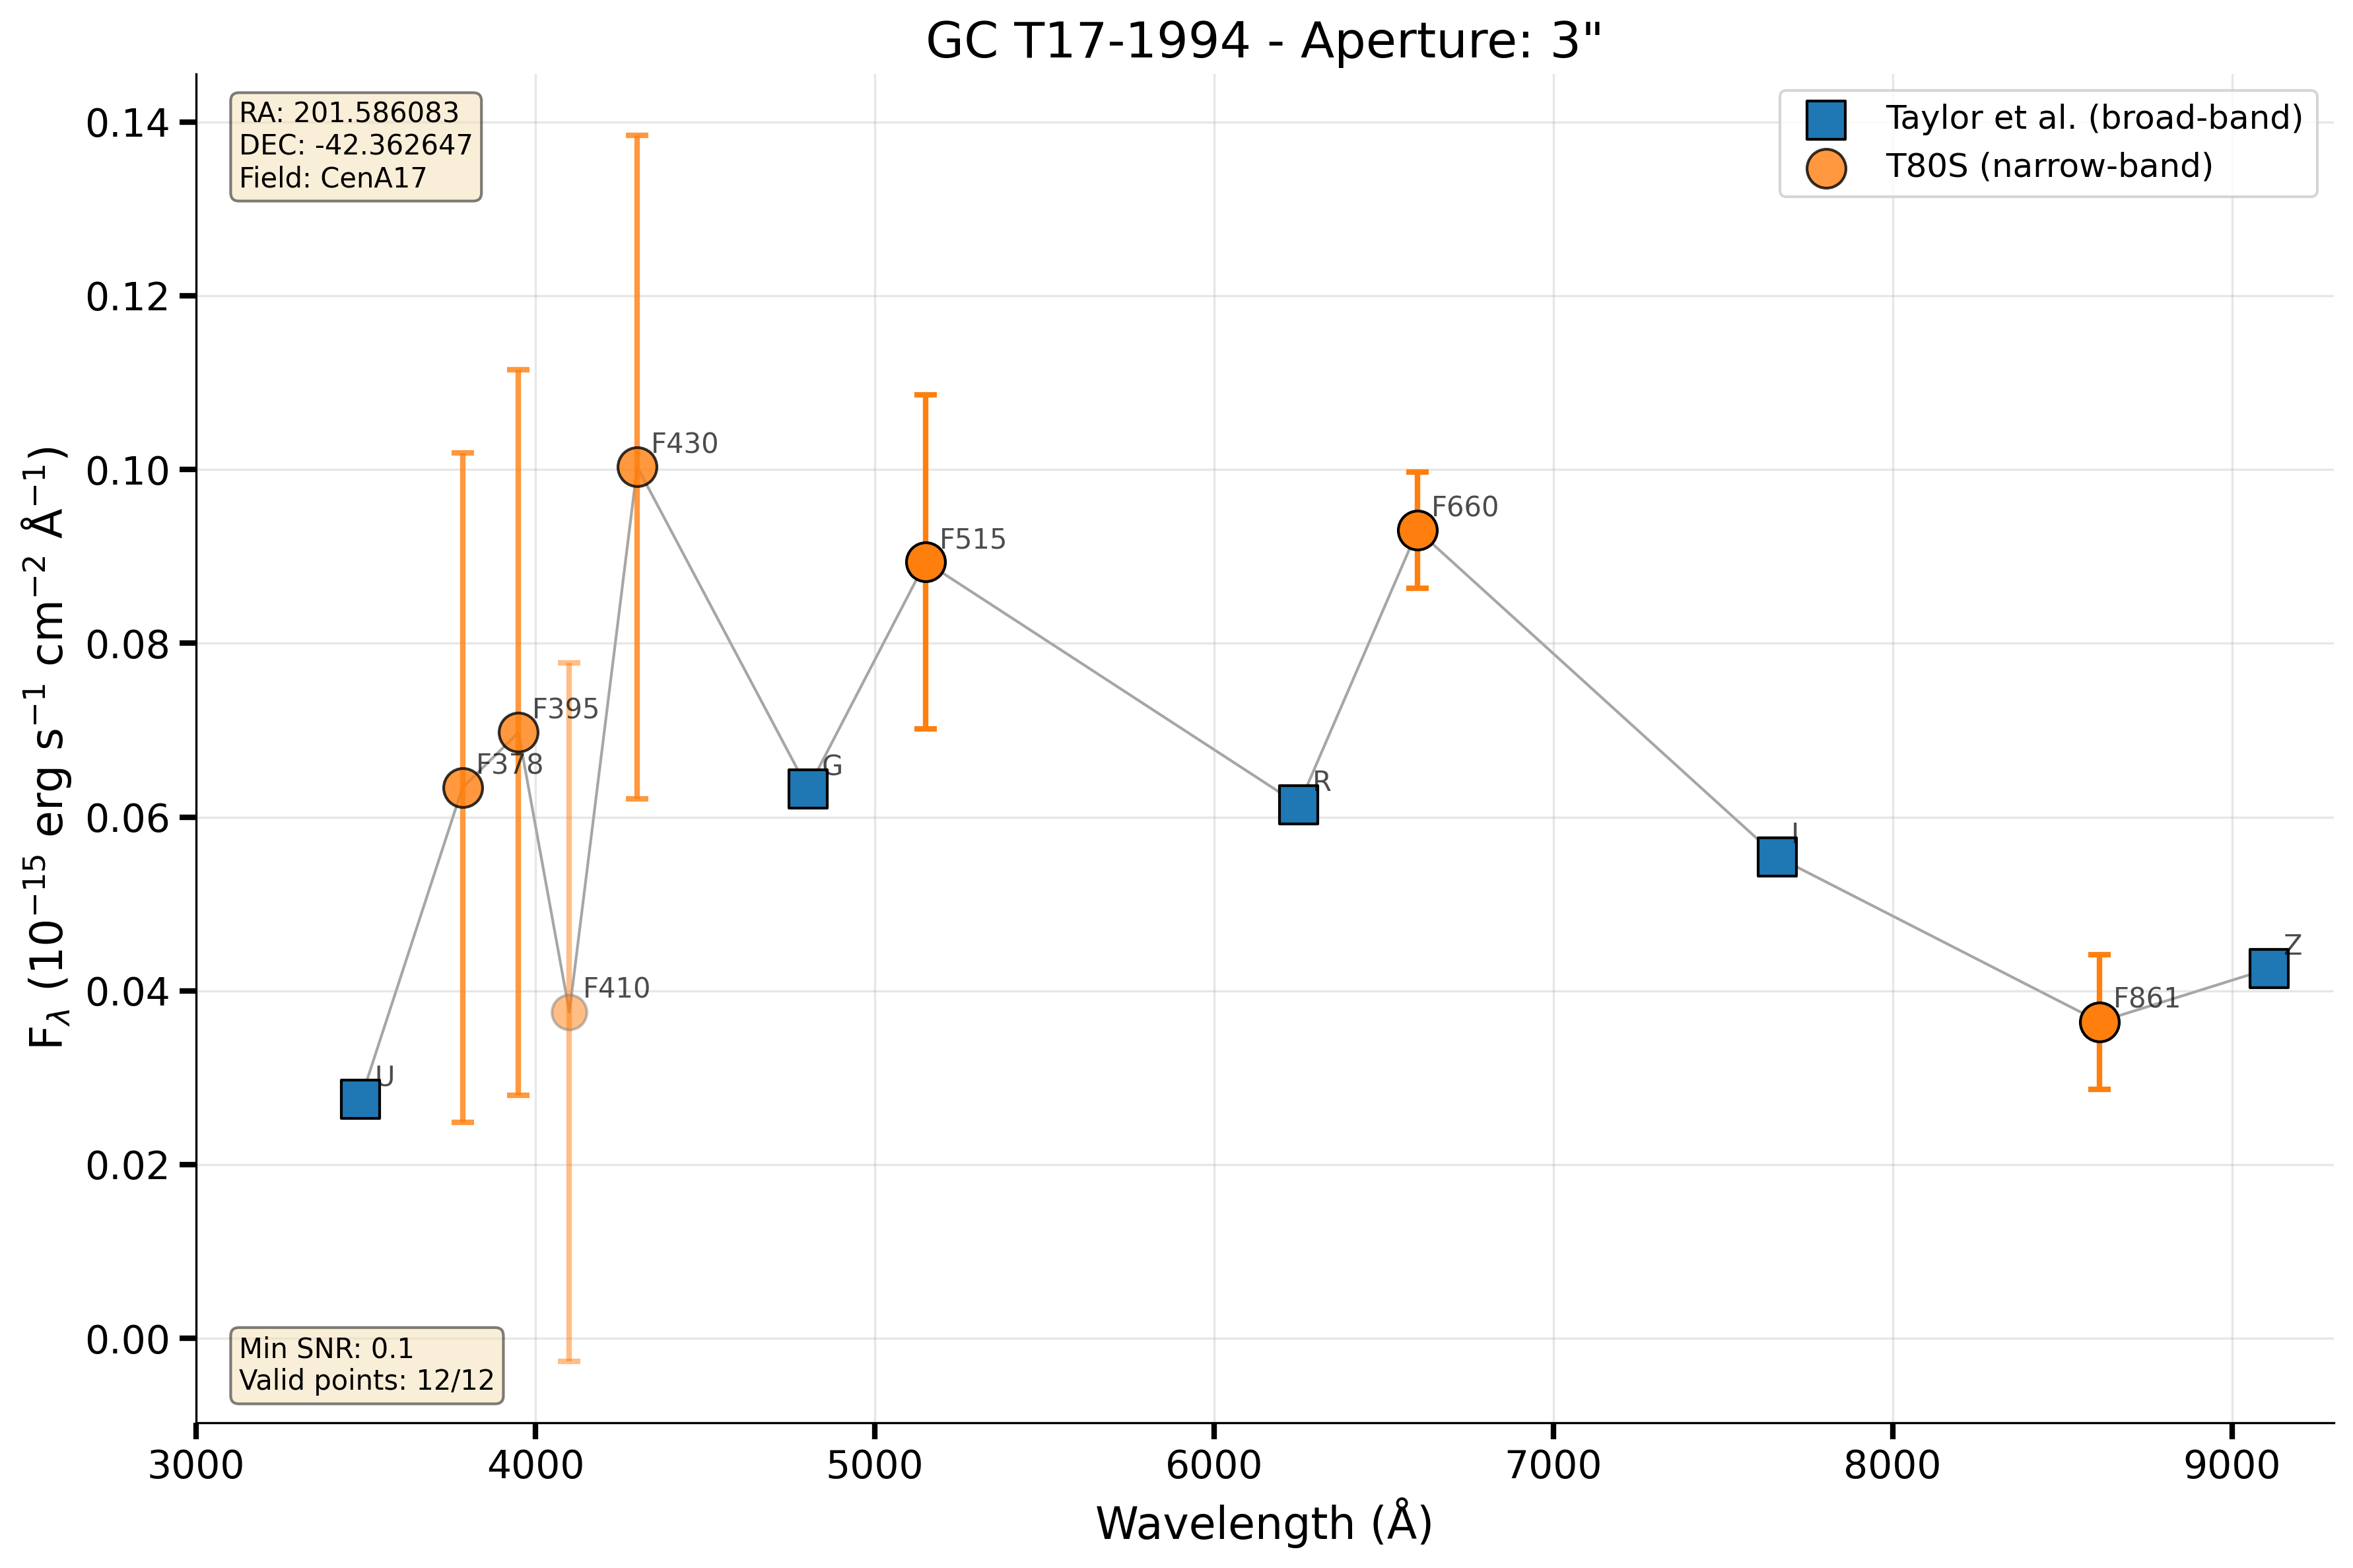 GC T17-1994 - Aperture: 3"
RA: 201.586083
DEC: -42.362647
Field: CenA17
Taylor et al. (broad-band)
T80S (narrow-band)
0.14
0.12
0.10
0.08
0.06
0.04
0.02
0.00
F_λ (10⁻¹⁵ erg s⁻¹ cm⁻² Å⁻¹)
U
F378
F395
F410
F430
G
F515
R
F660
I
F861
Z
Min SNR: 0.1
Valid points: 12/12
3000 4000 5000 6000 7000 8000 9000
Wavelength (Å)